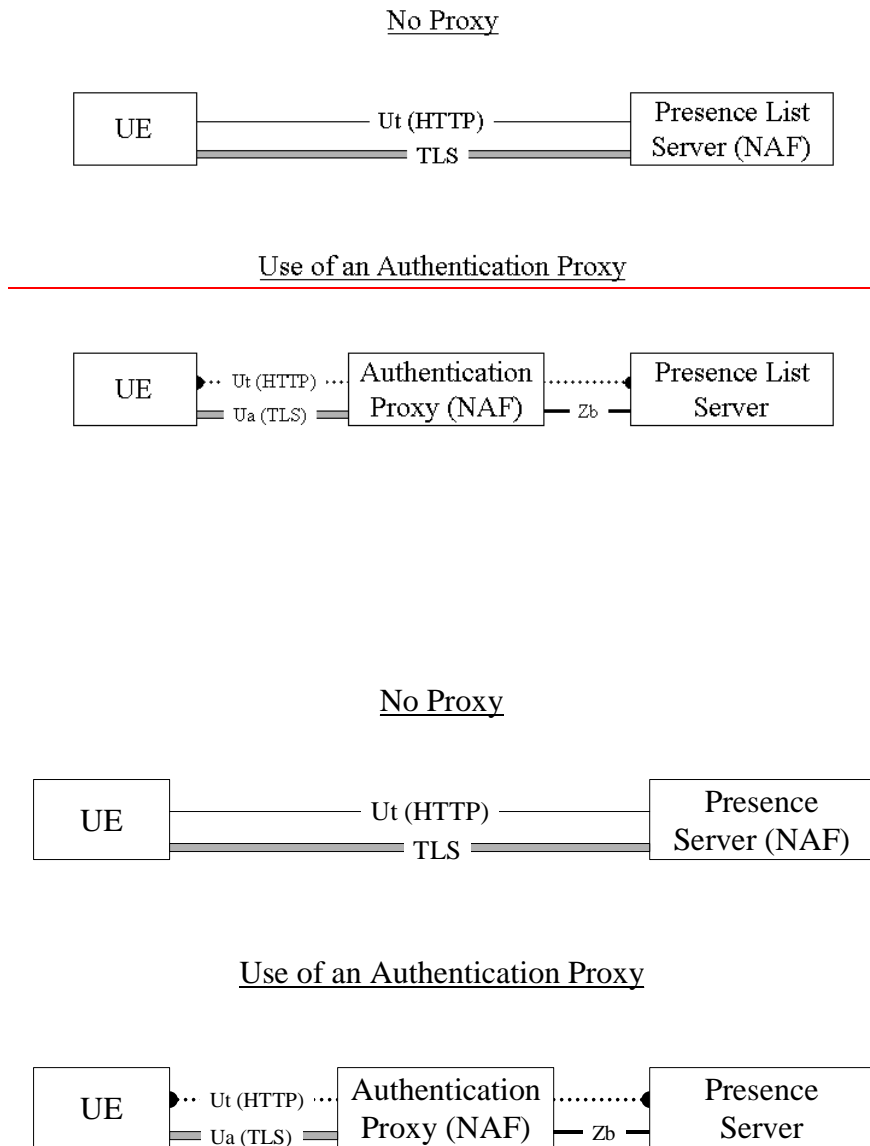 No Proxy
UE
Ut (HTTP)
TLS
Presence List
Server (NAF)
Use of an Authentication Proxy
UE
Ut (HTTP)
Ua (TLS)
Authentication
Proxy (NAF)
Zb
Presence List
Server
No Proxy
UE
Ut (HTTP)
TLS
Presence
Server (NAF)
Use of an Authentication Proxy
UE
Ut (HTTP)
Ua (TLS)
Authentication
Proxy (NAF)
Zb
Presence
Server